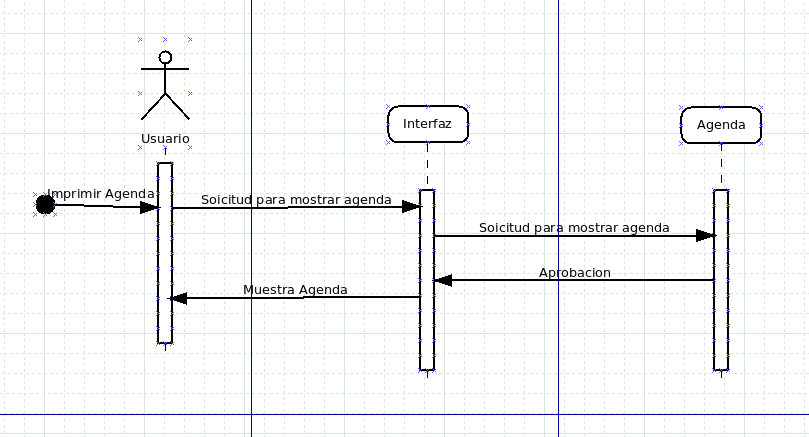 Usuario
Interfaz
Agenda
Imprimir Agenda
Soicitud para mostrar agenda
Soicitud para mostrar agenda
Aprobacion
Muestra Agenda